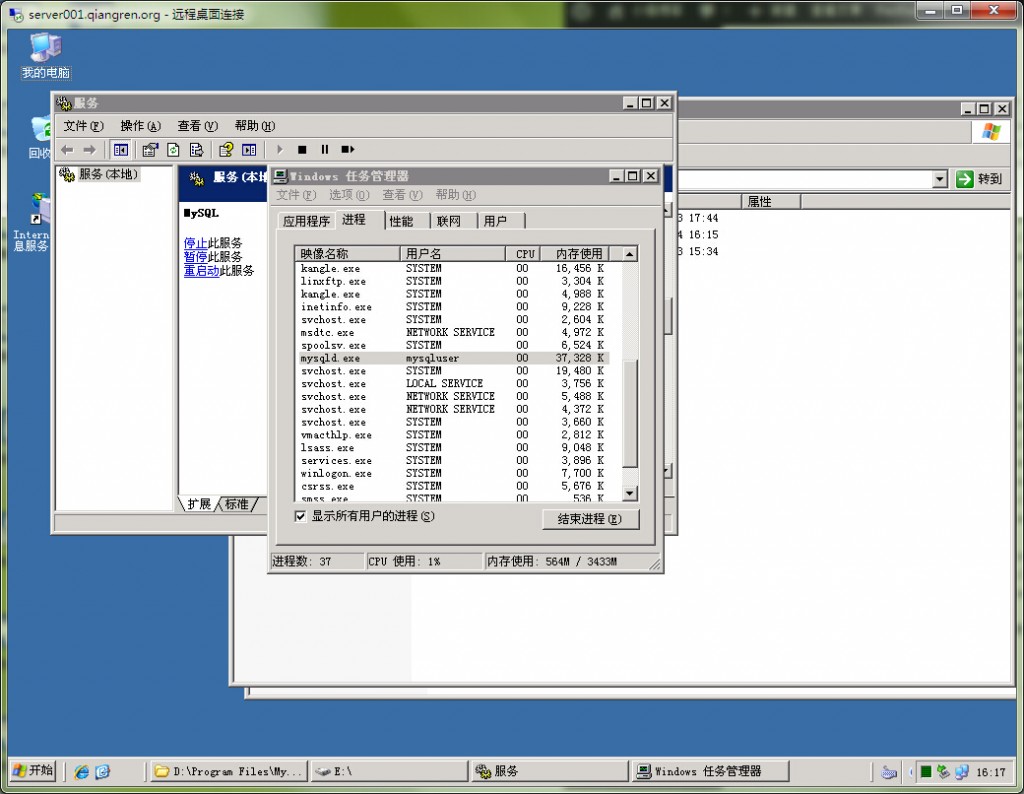 server001.qiangren.org - 远程桌面连接
我的电脑
回收
Intern
息服务
服务
文件(F) 操作(A) 查看(V) 帮助(H)
服务(本地)
服务(本地
MySQL
停止此服务
暂停此服务
重启动此服务
扩展 标准
转到
属性
3 17:44
4 16:15
3 15:34
Windows 任务管理器
文件(F) 选项(O) 查看(V) 帮助(H)
应用程序 进程 性能 联网 用户
映像名称 用户名 CPU 内存使用
kangle.exe SYSTEM 00 16,456 K
linxftp.exe SYSTEM 00 3,304 K
kangle.exe SYSTEM 00 4,988 K
inetinfo.exe SYSTEM 00 9,228 K
svchost.exe SYSTEM 00 2,604 K
msdtc.exe NETWORK SERVICE 00 4,972 K
spoolsv.exe SYSTEM 00 6,524 K
mysqld.exe mysqluser 00 37,328 K
svchost.exe SYSTEM 00 19,480 K
svchost.exe LOCAL SERVICE 00 3,756 K
svchost.exe NETWORK SERVICE 00 5,488 K
svchost.exe NETWORK SERVICE 00 4,372 K
svchost.exe SYSTEM 00 3,660 K
vmacthlp.exe SYSTEM 00 2,812 K
lsass.exe SYSTEM 00 9,048 K
services.exe SYSTEM 00 3,896 K
winlogon.exe SYSTEM 00 7,700 K
csrss.exe SYSTEM 00 5,676 K
smss.exe SYSTEM 00 536 K
显示所有用户的进程(S)
结束进程(E)
进程数: 37 CPU 使用: 1% 内存使用: 564M / 3433M
开始 D:\Program Files\My... E:\ 服务 Windows 任务管理器 16:17